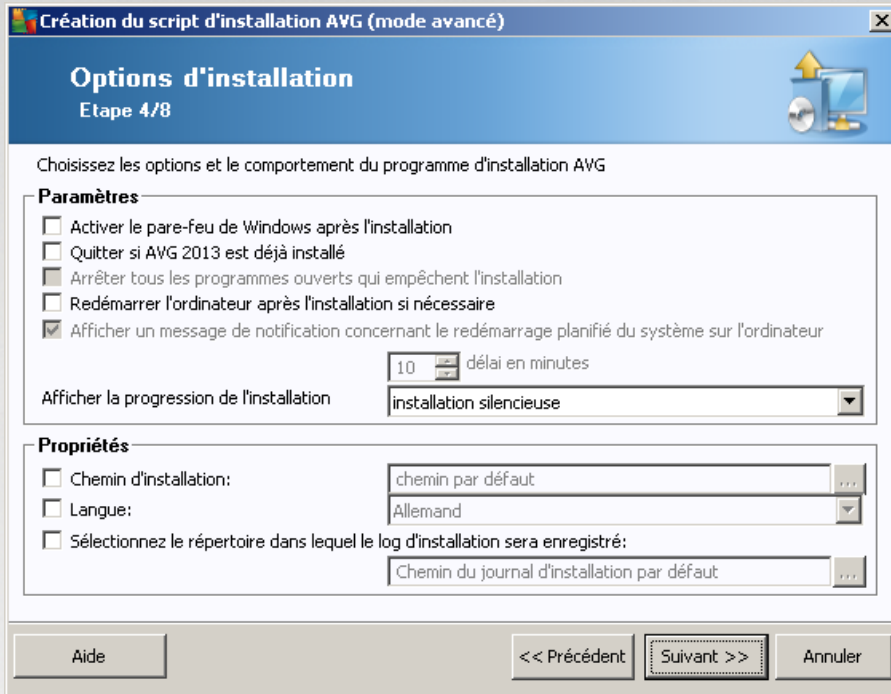 Création du script d'installation AVG (mode avancé)
Options d'installation
Etape 4/8
Choisissez les options et le comportement du programme d'installation AVG
Paramètres
Activer le pare-feu de Windows après l'installation
Quitter si AVG 2013 est déjà installé
Arrêter tous les programmes ouverts qui empêchent l'installation
Redémarrer l'ordinateur après l'installation si nécessaire
Afficher un message de notification concernant le redémarrage planifié du système sur l'ordinateur
10 délai en minutes
Afficher la progression de l'installation installation silencieuse
Propriétés
Chemin d'installation: chemin par défaut ...
Langue: Allemand
Sélectionnez le répertoire dans lequel le log d'installation sera enregistré:
Chemin du journal d'installation par défaut ...
Aide << Précédent Suivant >> Annuler